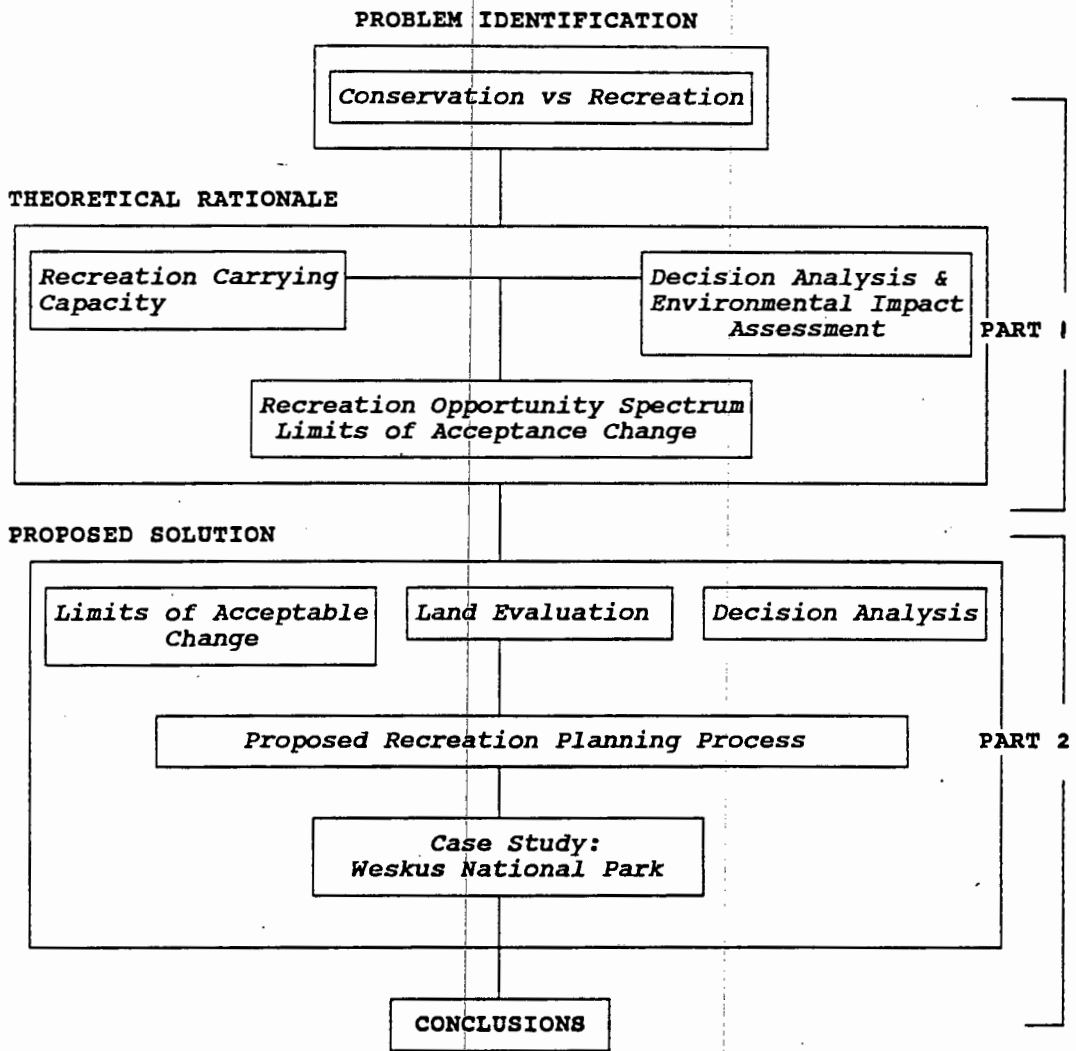 PROBLEM IDENTIFICATION
Conservation vs Recreation
THEORETICAL RATIONALE
Recreation Carrying
Capacity
Decision Analysis &
Environmental Impact
Assessment
PART 1
Recreation Opportunity Spectrum
Limits of Acceptance Change
PROPOSED SOLUTION
Limits of Acceptable
Change
Land Evaluation
Decision Analysis
Proposed Recreation Planning Process
PART 2
Case Study:
Weskus National Park
CONCLUSIONS